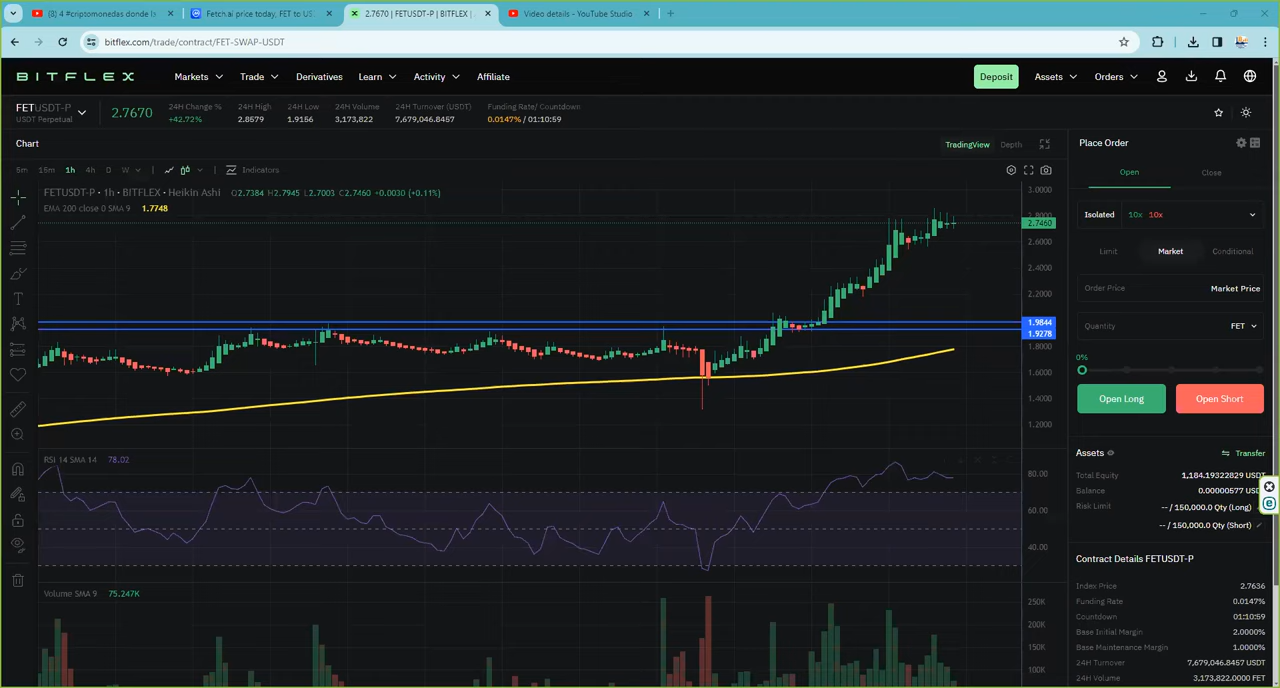 (8) 4 #criptomonedas donde la
Fetch.ai price today, FET to US
2.7670 | FETUSDT-P | BITFLEX |
Video details - YouTube Studio
bitflex.com/trade/contract/FET-SWAP-USDT
BITFLEX
Markets
Trade
Derivatives
Learn
Activity
Affiliate
Deposit
Assets
Orders
FETUSDT-P
USDT Perpetual
2.7670
24H Change %
+42.72%
24H High
2.8579
24H Low
1.9156
24H Volume
3,173,822
24H Turnover (USDT)
7,679,046.8457
Funding Rate/ Countdown
0.0147% / 01:10:59
Chart
TradingView
Depth
5m 15m 1h 4h D W
Indicators
FETUSDT-P · 1h · BITFLEX · Heikin Ashi O2.7384 H2.7945 L2.7003 C2.7460 +0.0030 (+0.11%)
EMA 200 close 0 SMA 9 1.7748
3.0000
2.8000
2.7460
2.6000
2.4000
2.2000
1.9844
1.9278
1.8000
1.6000
1.4000
1.2000
RSI 14 SMA 14 78.02
80.00
60.00
40.00
Volume SMA 9 75.247K
250K
200K
150K
100K
Place Order
Open
Close
Isolated
10x 10x
Limit
Market
Conditional
Order Price
Market Price
Quantity
FET
0%
Open Long
Open Short
Assets
Transfer
Total Equity
1,184.19322829 USDT
Balance
0.00000577 USD
Risk Limit
-- / 150,000.0 Qty (Long)
-- / 150,000.0 Qty (Short)
Contract Details FETUSDT-P
Index Price
2.7636
Funding Rate
0.0147%
Countdown
01:10:59
Base Initial Margin
2.0000%
Base Maintenance Margin
1.0000%
24H Turnover
7,679,046.8457 USDT
24H Volume
3,173,822.0000 FET